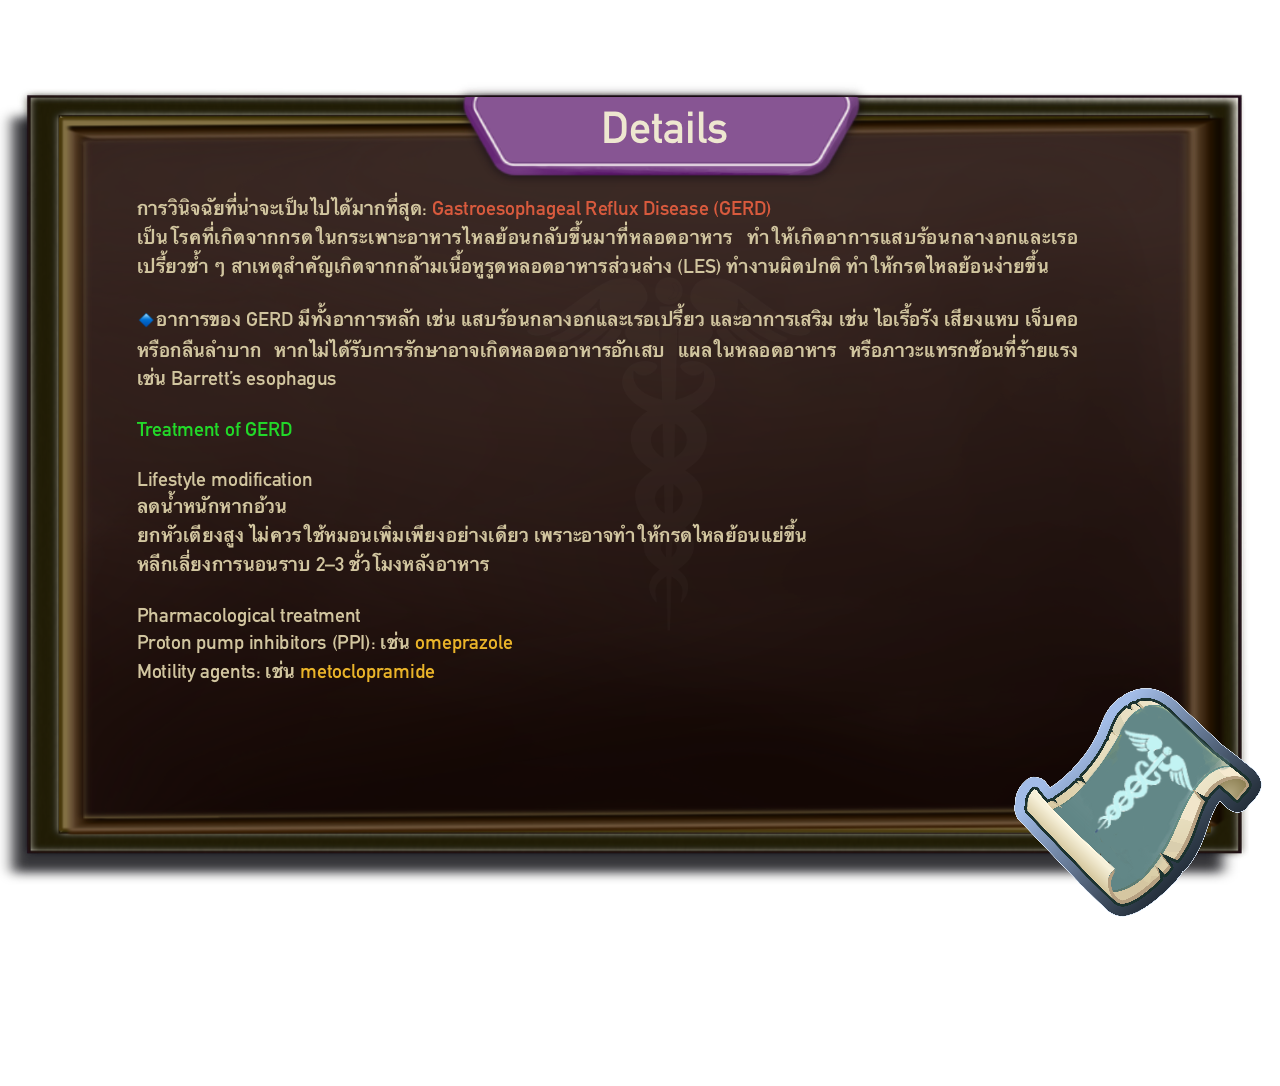 Details
การวินิจฉัยที่น่าจะเป็นไปได้มากที่สุด: Gastroesophageal Reflux Disease (GERD)
เป็นโรคที่เกิดจากกรดในกระเพาะอาหารไหลย้อนกลับขึ้นมาที่หลอดอาหาร ทำให้เกิดอาการแสบร้อนกลางอกและเรอ
เปรี้ยวซ้ำ ๆ สาเหตุสำคัญเกิดจากกล้ามเนื้อหูรูดหลอดอาหารส่วนล่าง (LES) ทำงานผิดปกติ ทำให้กรดไหลย้อนง่ายขึ้น
🔹อาการของ GERD มีทั้งอาการหลัก เช่น แสบร้อนกลางอกและเรอเปรี้ยว และอาการเสริม เช่น ไอเรื้อรัง เสียงแหบ เจ็บคอ
หรือกลืนลำบาก หากไม่ได้รับการรักษาอาจเกิดหลอดอาหารอักเสบ แผลในหลอดอาหาร หรือภาวะแทรกซ้อนที่ร้ายแรง
เช่น Barrett’s esophagus
Treatment of GERD
Lifestyle modification
ลดน้ำหนักหากอ้วน
ยกหัวเตียงสูง ไม่ควรใช้หมอนเพิ่มเพียงอย่างเดียว เพราะอาจทำให้กรดไหลย้อนแย่ขึ้น
หลีกเลี่ยงการนอนราบ 2–3 ชั่วโมงหลังอาหาร
Pharmacological treatment
Proton pump inhibitors (PPI): เช่น omeprazole
Motility agents: เช่น metoclopramide